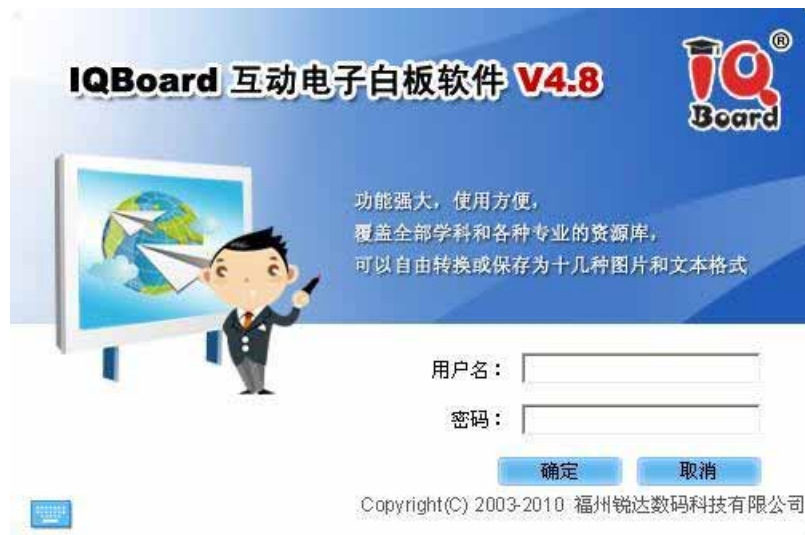 IQBoard 互动电子白板软件 V4.8
IQ®
Board
功能强大，使用方便，
覆盖全部学科和各种专业的资源库，
可以自由转换或保存为十几种图片和文本格式
用户名：
密码：
确定 取消
Copyright(C) 2003-2010 福州锐达数码科技有限公司